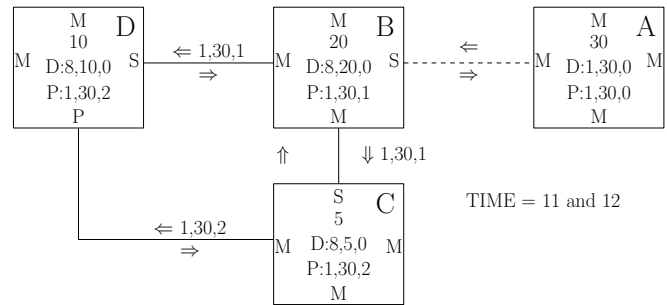 M D
10
M D:8,10,0 S
P:1,30,2
P
⇐ 1,30,1
⇒
M B
20
M D:8,20,0 S
P:1,30,1
M
⇐
⇒
M A
30
M D:1,30,0 M
P:1,30,0
M
⇑ ⇓ 1,30,1
⇐ 1,30,2
⇒
S C
5
M D:8,5,0 M
P:1,30,2
M
TIME = 11 and 12